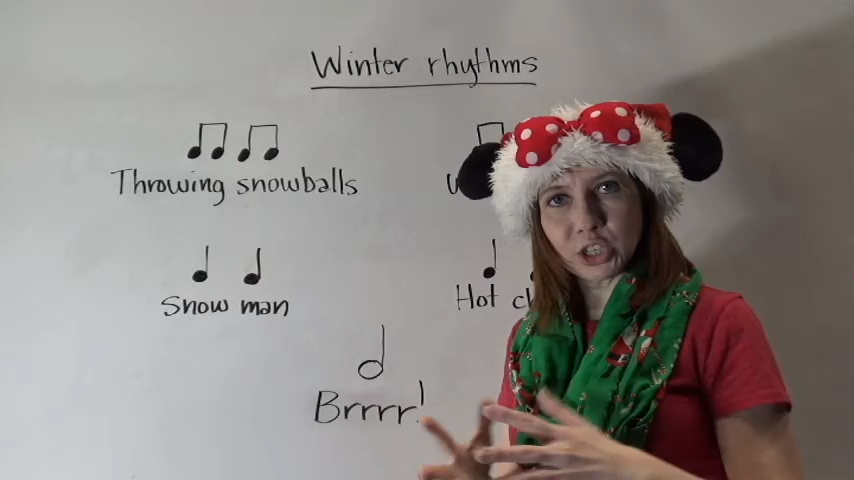 Winter rhythms
Throwing snowballs
Snow man
Hot
Brrrr!